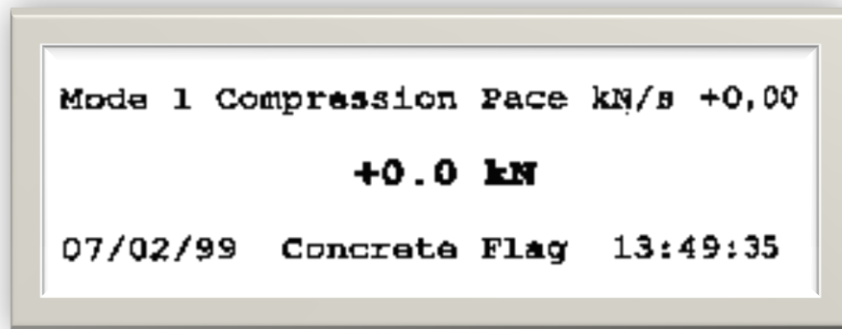 Mode 1 Compression Pace kN/s +0,00
+0.0 kN
07/02/99 Concrete Flag 13:49:35